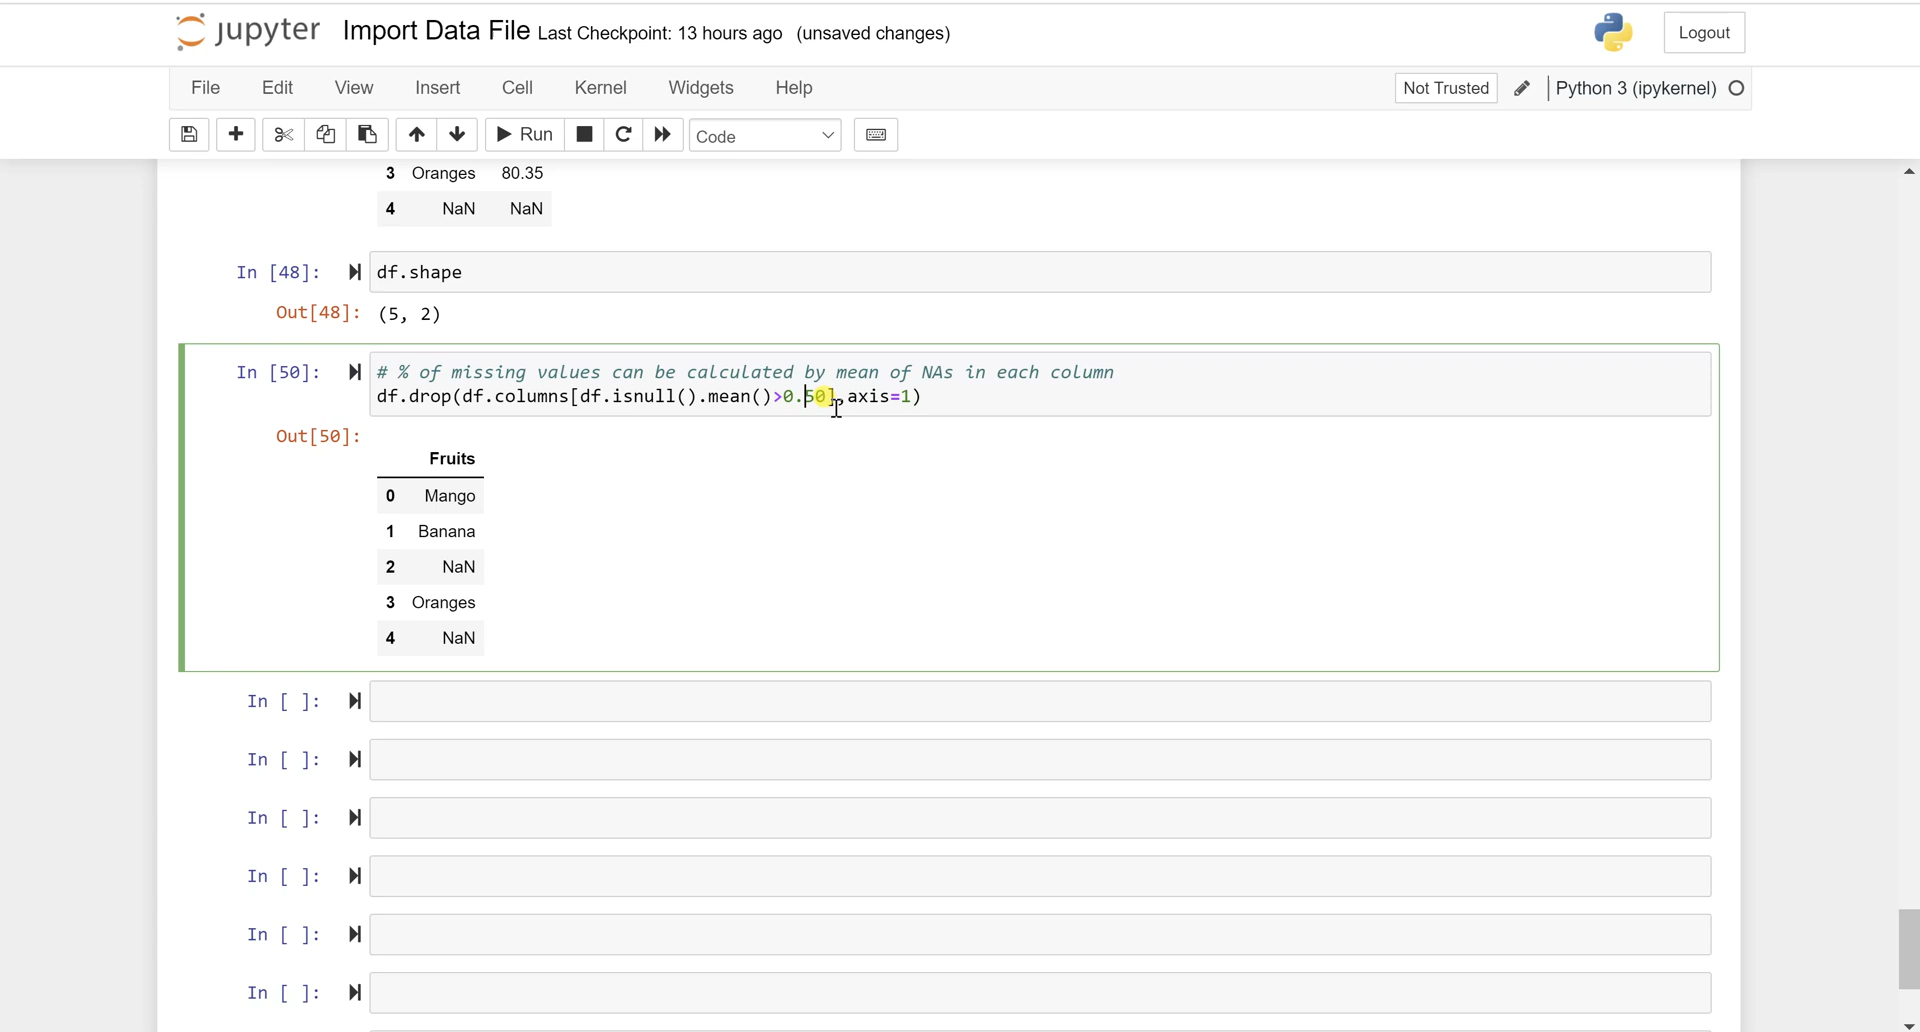 jupyter Import Data File Last Checkpoint: 13 hours ago (unsaved changes) Logout
File Edit View Insert Cell Kernel Widgets Help Not Trusted Python 3 (ipykernel)
Run Code
3 Oranges 80.35
4 NaN NaN
In [48]: df.shape
Out[48]: (5, 2)
In [50]: # % of missing values can be calculated by mean of NAs in each column
df.drop(df.columns[df.isnull().mean()>0.50],axis=1)
Out[50]:
Fruits
0 Mango
1 Banana
2 NaN
3 Oranges
4 NaN
In [ ]:
In [ ]:
In [ ]:
In [ ]:
In [ ]:
In [ ]: